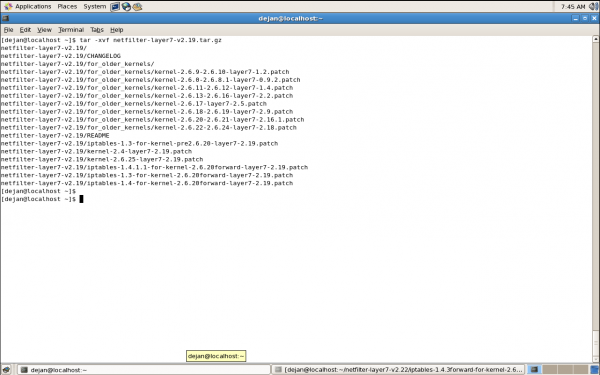 Applications Places System 7:45 AM
dejan@localhost:~
File Edit View Terminal Tabs Help
[dejan@localhost ~]$ tar -xvf netfilter-layer7-v2.19.tar.gz
netfilter-layer7-v2.19/
netfilter-layer7-v2.19/CHANGELOG
netfilter-layer7-v2.19/for_older_kernels/
netfilter-layer7-v2.19/for_older_kernels/kernel-2.6.9-2.6.10-layer7-1.2.patch
netfilter-layer7-v2.19/for_older_kernels/kernel-2.6.0-2.6.8.1-layer7-0.9.2.patch
netfilter-layer7-v2.19/for_older_kernels/kernel-2.6.11-2.6.12-layer7-1.4.patch
netfilter-layer7-v2.19/for_older_kernels/kernel-2.6.13-2.6.16-layer7-2.2.patch
netfilter-layer7-v2.19/for_older_kernels/kernel-2.6.17-layer7-2.5.patch
netfilter-layer7-v2.19/for_older_kernels/kernel-2.6.18-2.6.19-layer7-2.9.patch
netfilter-layer7-v2.19/for_older_kernels/kernel-2.6.20-2.6.21-layer7-2.16.1.patch
netfilter-layer7-v2.19/for_older_kernels/kernel-2.6.22-2.6.24-layer7-2.18.patch
netfilter-layer7-v2.19/README
netfilter-layer7-v2.19/iptables-1.3-for-kernel-pre2.6.20-layer7-2.19.patch
netfilter-layer7-v2.19/kernel-2.4-layer7-2.19.patch
netfilter-layer7-v2.19/kernel-2.6.25-layer7-2.19.patch
netfilter-layer7-v2.19/iptables-1.4.1.1-for-kernel-2.6.20forward-layer7-2.19.patch
netfilter-layer7-v2.19/iptables-1.3-for-kernel-2.6.20forward-layer7-2.19.patch
netfilter-layer7-v2.19/iptables-1.4-for-kernel-2.6.20forward-layer7-2.19.patch
[dejan@localhost ~]$
[dejan@localhost ~]$
dejan@localhost:~
dejan@localhost:~ [dejan@localhost:~/netfilter-layer7-v2.22/iptables-1.4.3forward-for-kernel-2.6...